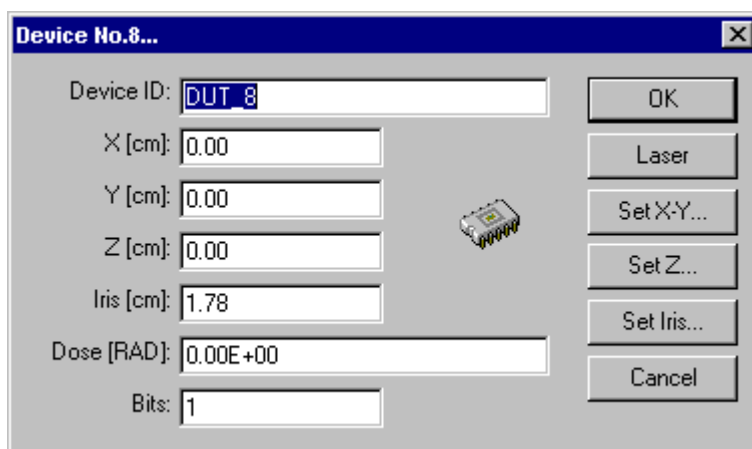 Device No.8...
Device ID: DUT_8
OK
X [cm]: 0.00
Laser
Y [cm]: 0.00
Set X-Y...
Z [cm]: 0.00
Set Z...
Iris [cm]: 1.78
Set Iris...
Dose [RAD]: 0.00E+00
Cancel
Bits: 1